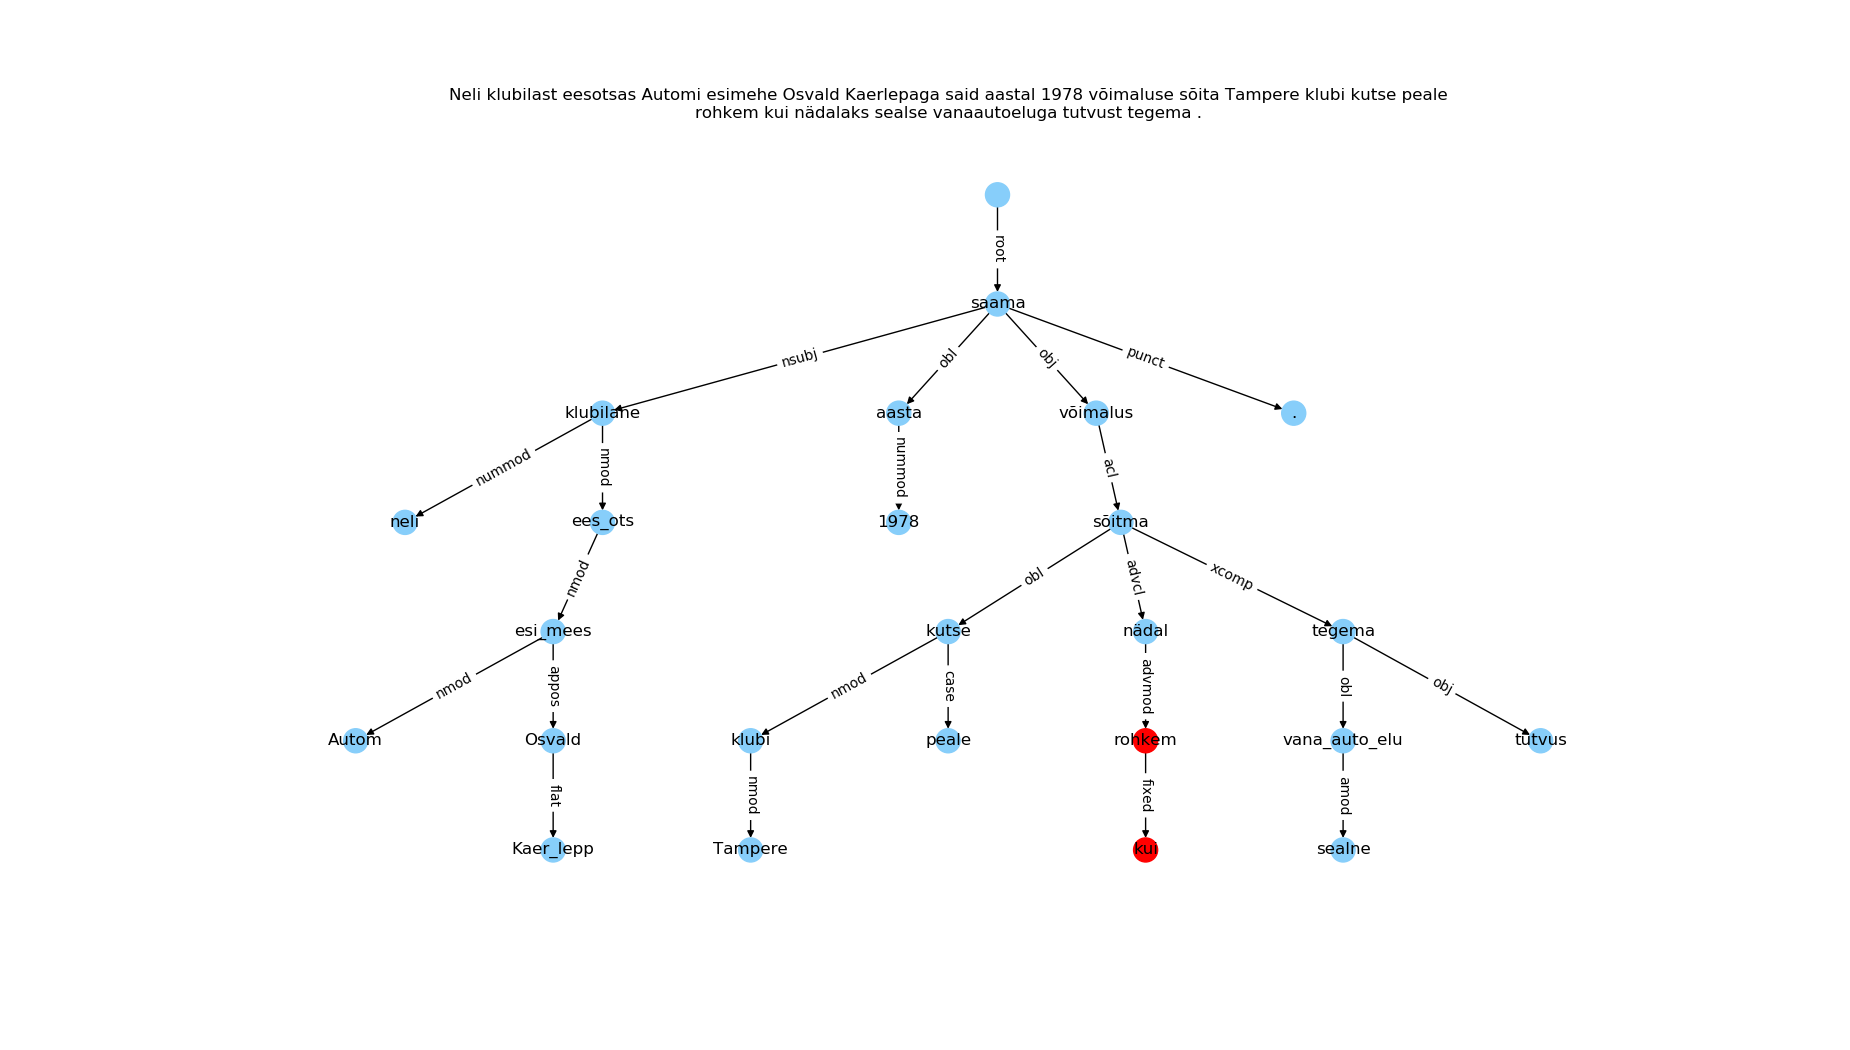 Neli klubilast eesotsas Automi esimehe Osvald Kaerlepaga said aastal 1978 võimaluse sõita Tampere klubi kutse peale
rohkem kui nädalaks sealse vanaautoeluga tutvust tegema .
root
saama
nsubj
obl
obj
punct
klubilane
aasta
võimalus
.
nummod
nmod
nummod
acl
neli
ees_ots
1978
sõitma
nmod
obl
advcl
xcomp
esi_mees
kutse
nädal
tegema
nmod
appos
nmod
case
advmod
obl
obj
Autom
Osvald
klubi
peale
rohkem
vana_auto_elu
tutvus
flat
nmod
fixed
amod
Kaer_lepp
Tampere
kui
sealne